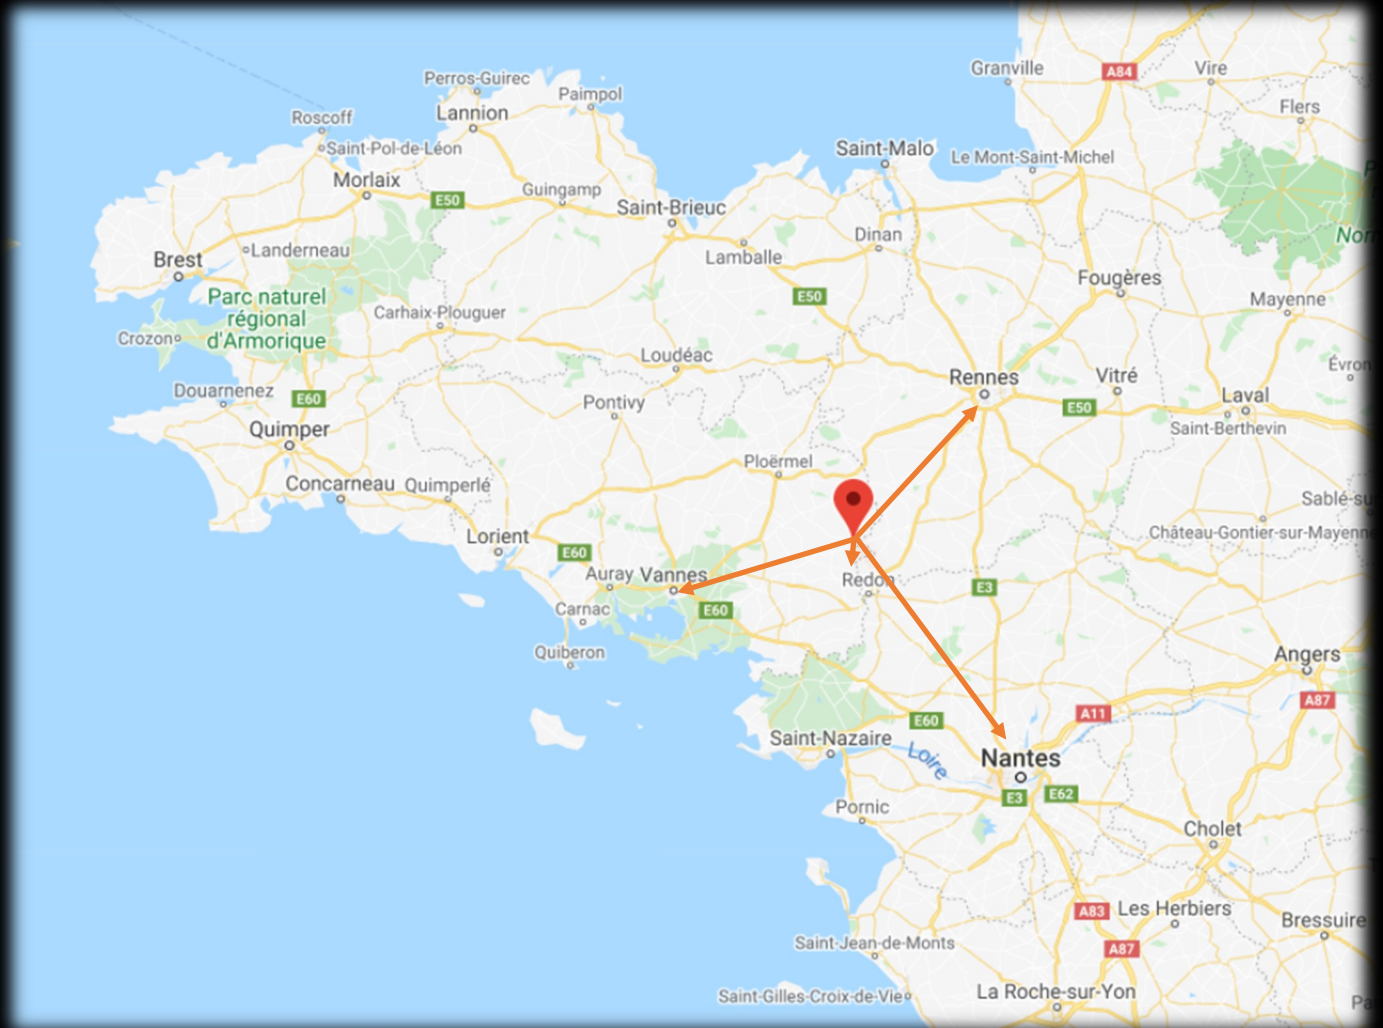 Granville
A84
Vire
Perros-Guirec
Paimpol
Flers
Lannion
Roscoff
Saint-Pol-de-Léon
Saint-Malo
Le Mont-Saint-Michel
Morlaix
E50
Guingamp
Saint-Brieuc
Dinan
Nor
Brest
Landerneau
Lamballe
Fougères
Parc naturel
régional
d'Armorique
E50
Mayenne
Carhaix-Plouguer
Crozon
Loudéac
Évron
Rennes
Vitré
Douarnenez
E60
Pontivy
E50
Laval
Saint-Berthevin
Quimper
Ploërmel
Concarneau
Quimperlé
Sablé-su
Lorient
Château-Gontier-sur-Mayenne
E60
Auray
Vannes
Redon
E3
Carnac
E60
Quiberon
Angers
A87
E60
A11
Saint-Nazaire
Loire
Nantes
E3
E62
Pornic
Cholet
A83
Les Herbiers
Bressuire
Saint-Jean-de-Monts
A87
Saint-Gilles-Croix-de-Vie
La Roche-sur-Yon
Pa